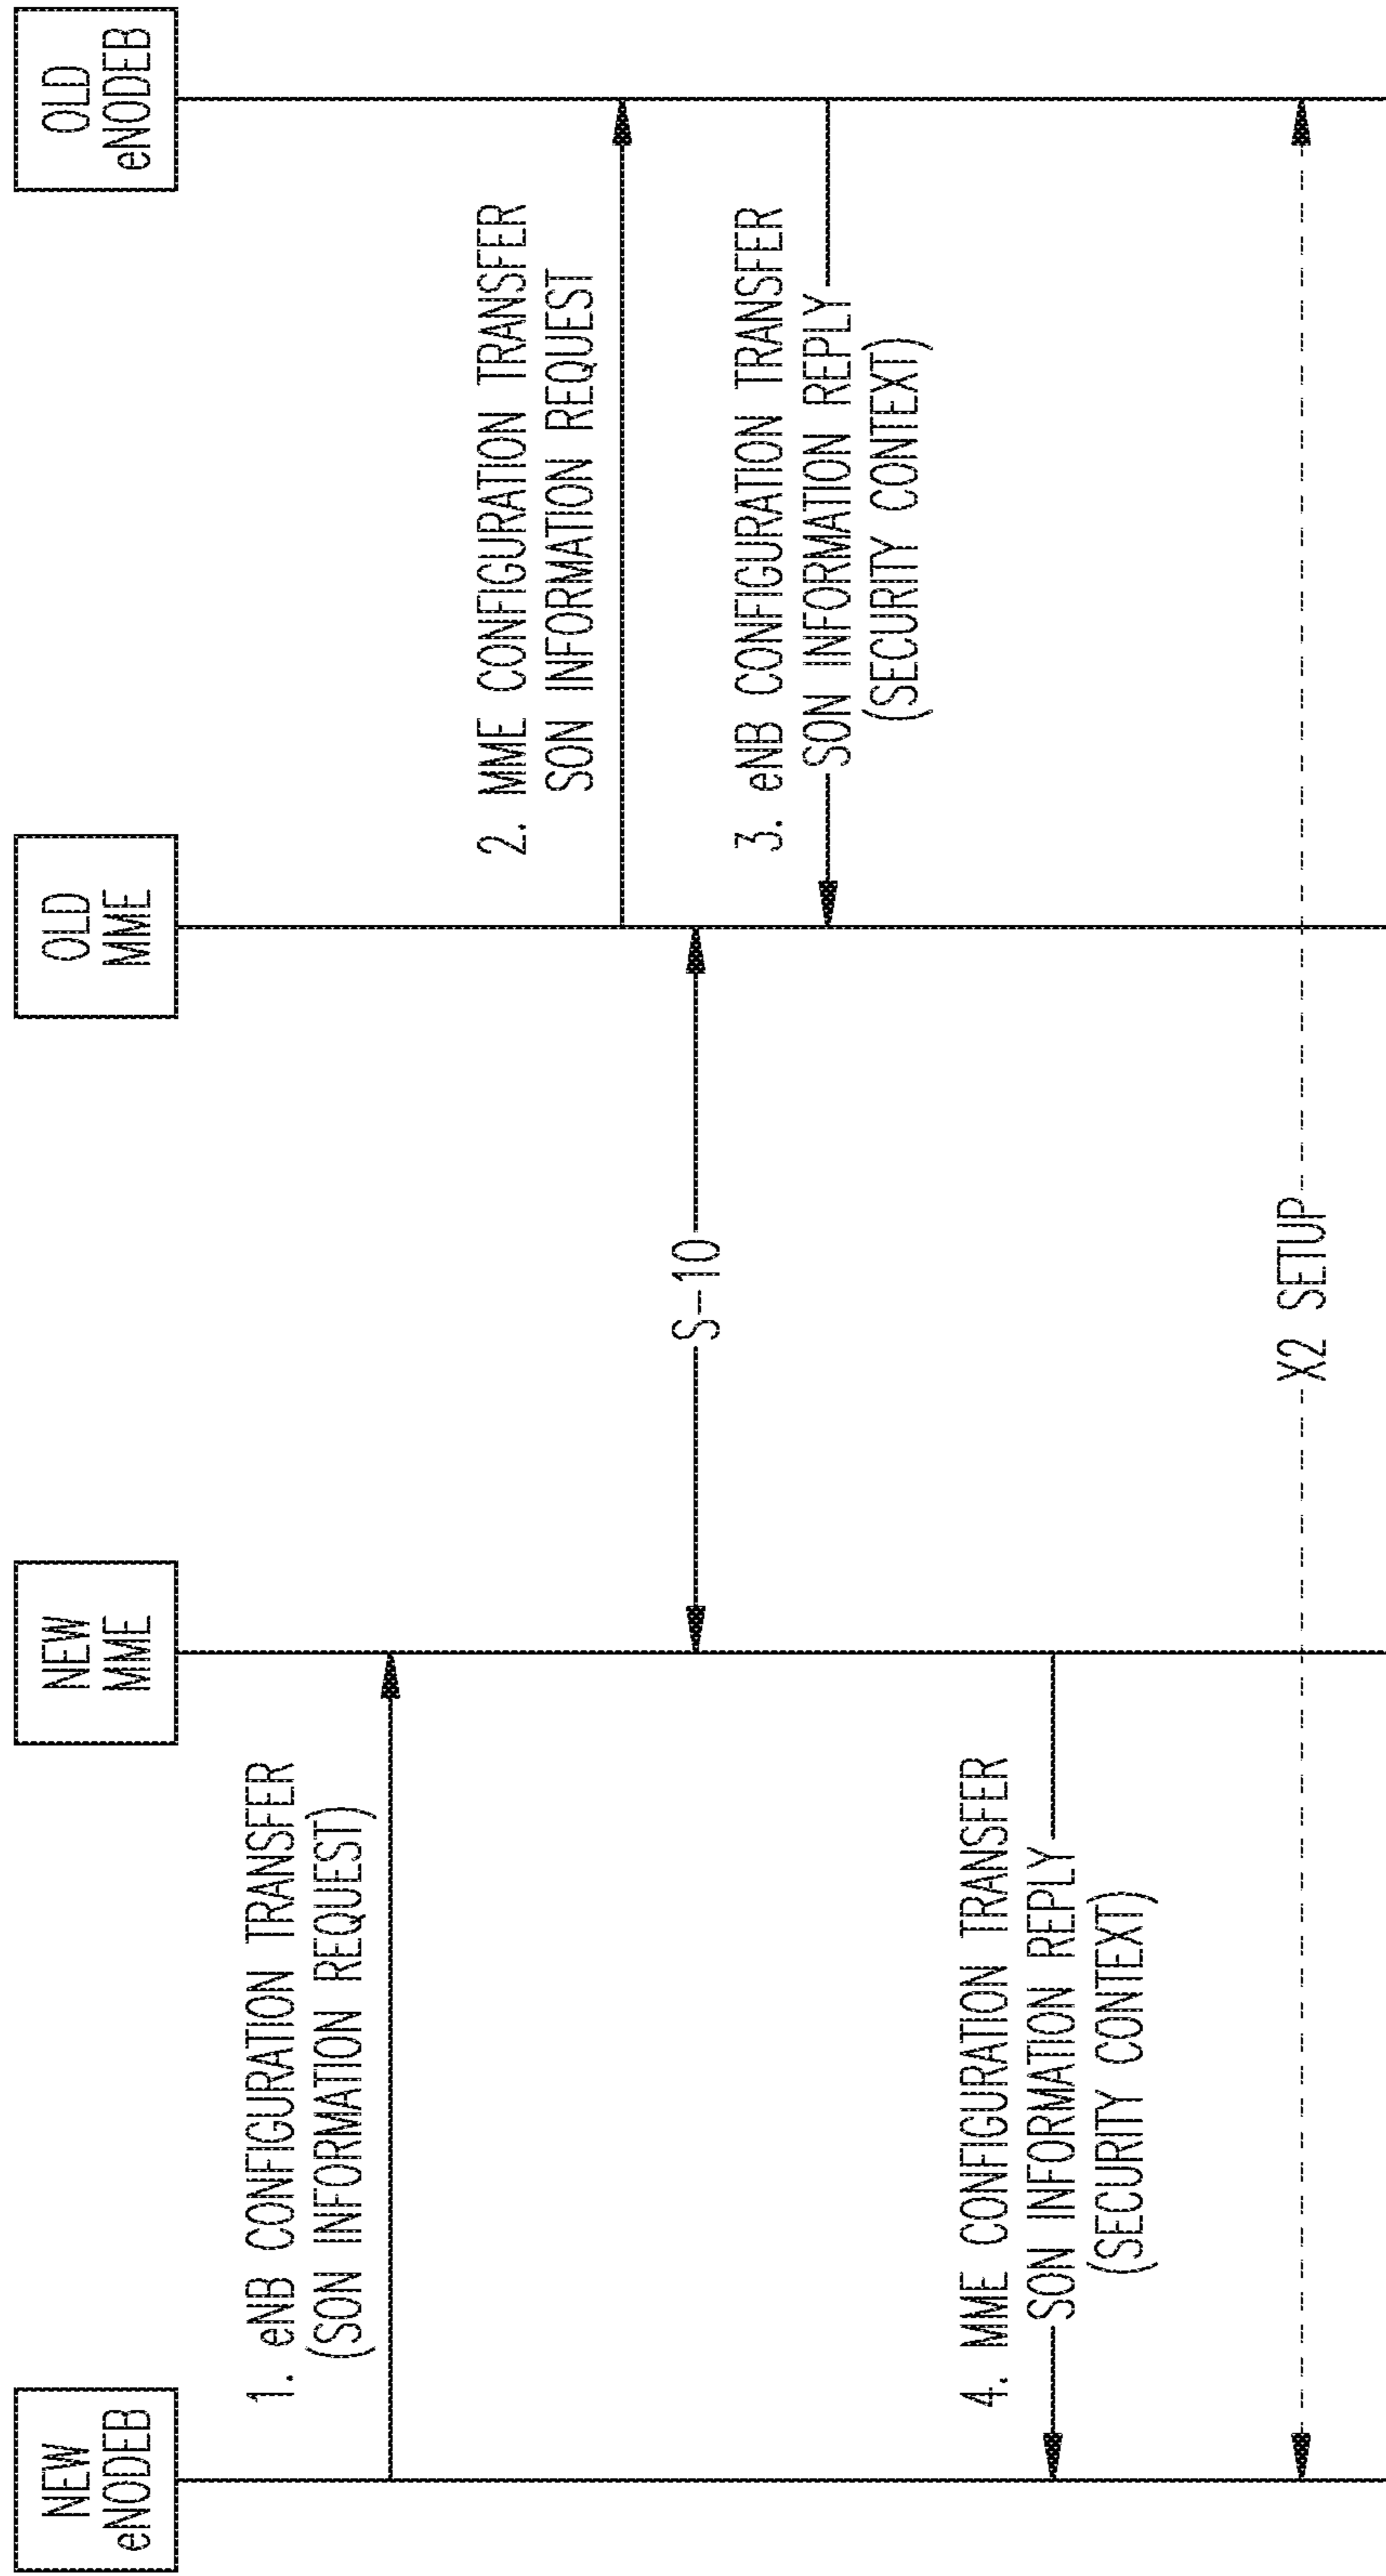 NEW
eNODEB
NEW
MME
OLD
MME
OLD
eNODEB
1. eNB CONFIGURATION TRANSFER
(SON INFORMATION REQUEST)
2. MME CONFIGURATION TRANSFER
SON INFORMATION REQUEST
S-10
3. eNB CONFIGURATION TRANSFER
SON INFORMATION REPLY
(SECURITY CONTEXT)
4. MME CONFIGURATION TRANSFER
SON INFORMATION REPLY
(SECURITY CONTEXT)
X2 SETUP